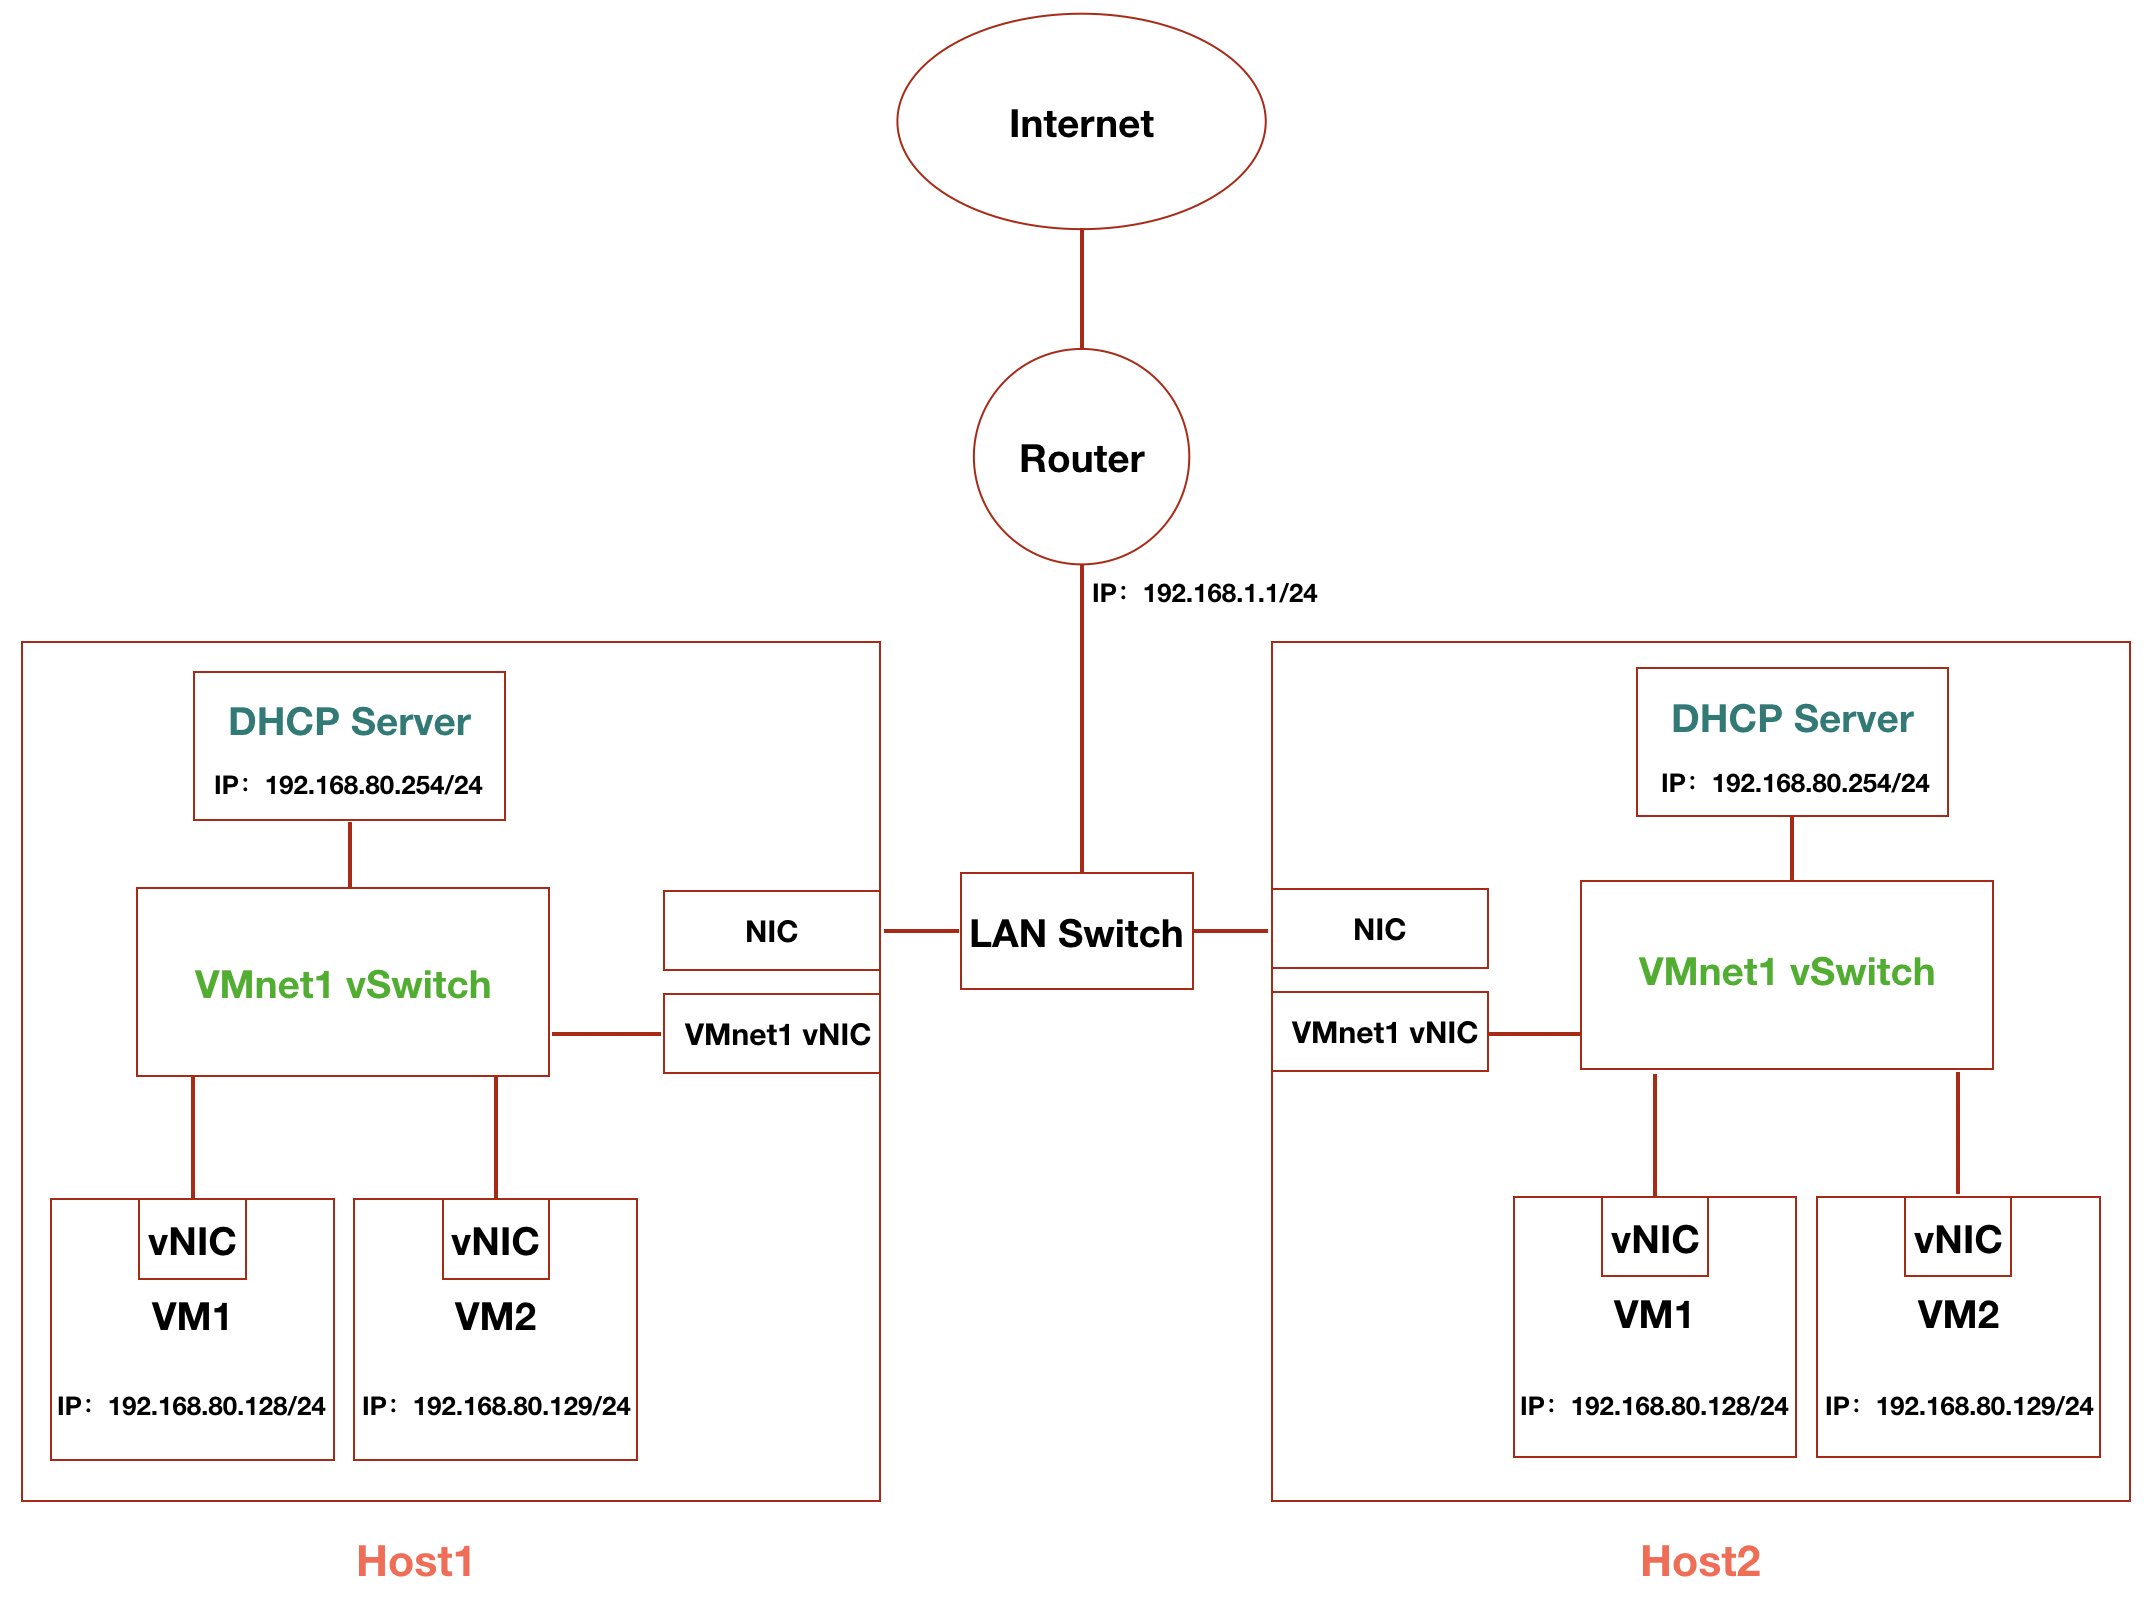 Internet
Router
IP：192.168.1.1/24
DHCP Server
IP：192.168.80.254/24
VMnet1 vSwitch
NIC
VMnet1 vNIC
vNIC
VM1
IP：192.168.80.128/24
vNIC
VM2
IP：192.168.80.129/24
Host1
LAN Switch
DHCP Server
IP：192.168.80.254/24
NIC
VMnet1 vNIC
VMnet1 vSwitch
vNIC
VM1
IP：192.168.80.128/24
vNIC
VM2
IP：192.168.80.129/24
Host2